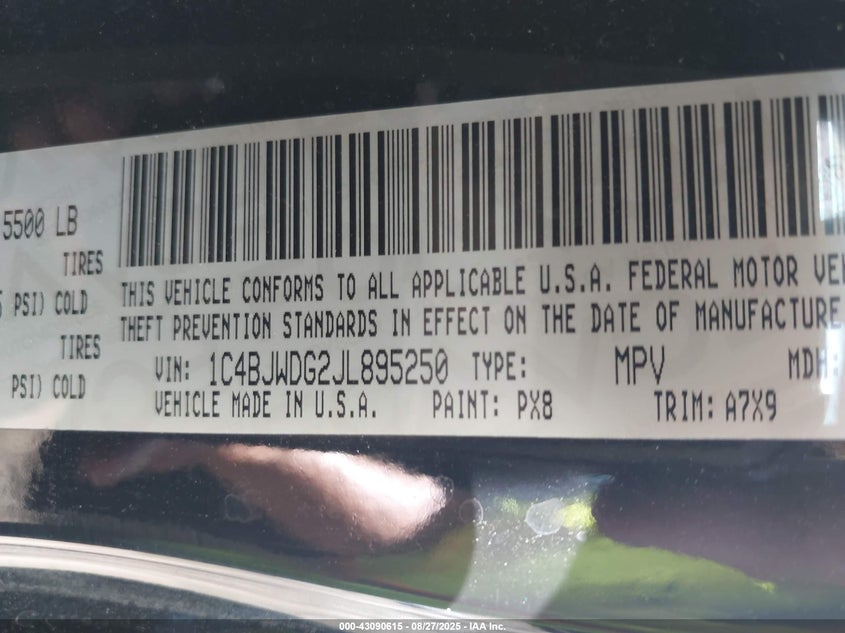 5500 LB
TIRES
PSI) COLD
TIRES
PSI) COLD
THIS VEHICLE CONFORMS TO ALL APPLICABLE U.S.A. FEDERAL MOTOR VEH
THEFT PREVENTION STANDARDS IN EFFECT ON THE DATE OF MANUFACTURE
VIN: 1C4BJWDG2JL895250 TYPE: MPV MDH:
VEHICLE MADE IN U.S.A. PAINT: PX8 TRIM: A7X9
000-43090615 - 08/27/2025 - IAA Inc.